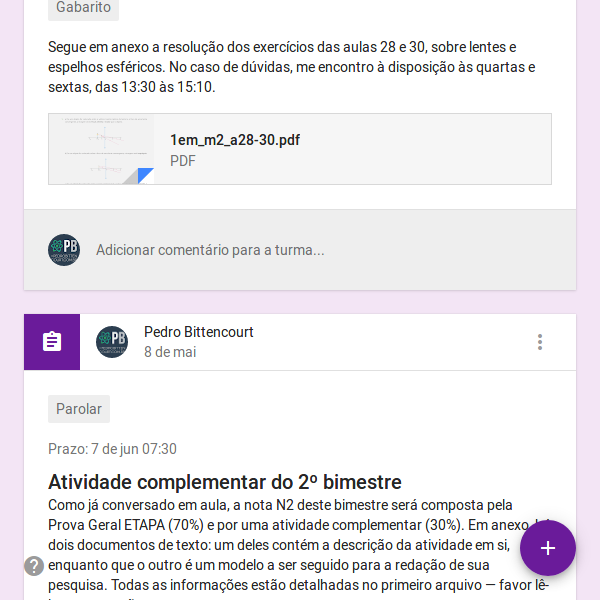 Gabarito
Segue em anexo a resolução dos exercícios das aulas 28 e 30, sobre lentes e
espelhos esféricos. No caso de dúvidas, me encontro à disposição às quartas e
sextas, das 13:30 às 15:10.
1em_m2_a28-30.pdf
PDF
PB
Adicionar comentário para a turma...
PB
Pedro Bittencourt
8 de mai
Parolar
Prazo: 7 de jun 07:30
Atividade complementar do 2º bimestre
Como já conversado em aula, a nota N2 deste bimestre será composta pela
Prova Geral ETAPA (70%) e por uma atividade complementar (30%). Em anexo
dois documentos de texto: um deles contém a descrição da atividade em si,
+
enquanto que o outro é um modelo a ser seguido para a redação de sua
?
pesquisa. Todas as informações estão detalhadas no primeiro arquivo — favor lê-